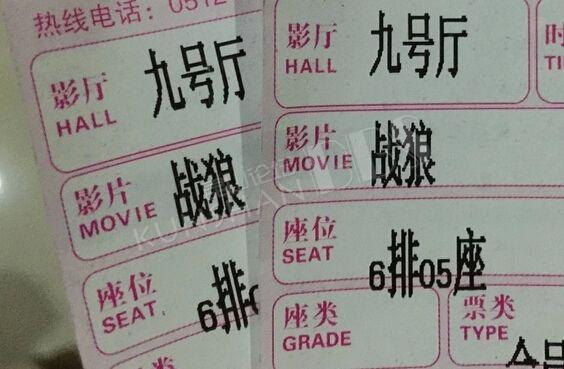 热线电话：0512
影厅 九号厅
HALL
影片 战狼
MOVIE
座位
SEAT 6排0
影厅 九号厅
HALL
影片 战狼
MOVIE
座位
SEAT 6排05座
座类 票类
GRADE TYPE